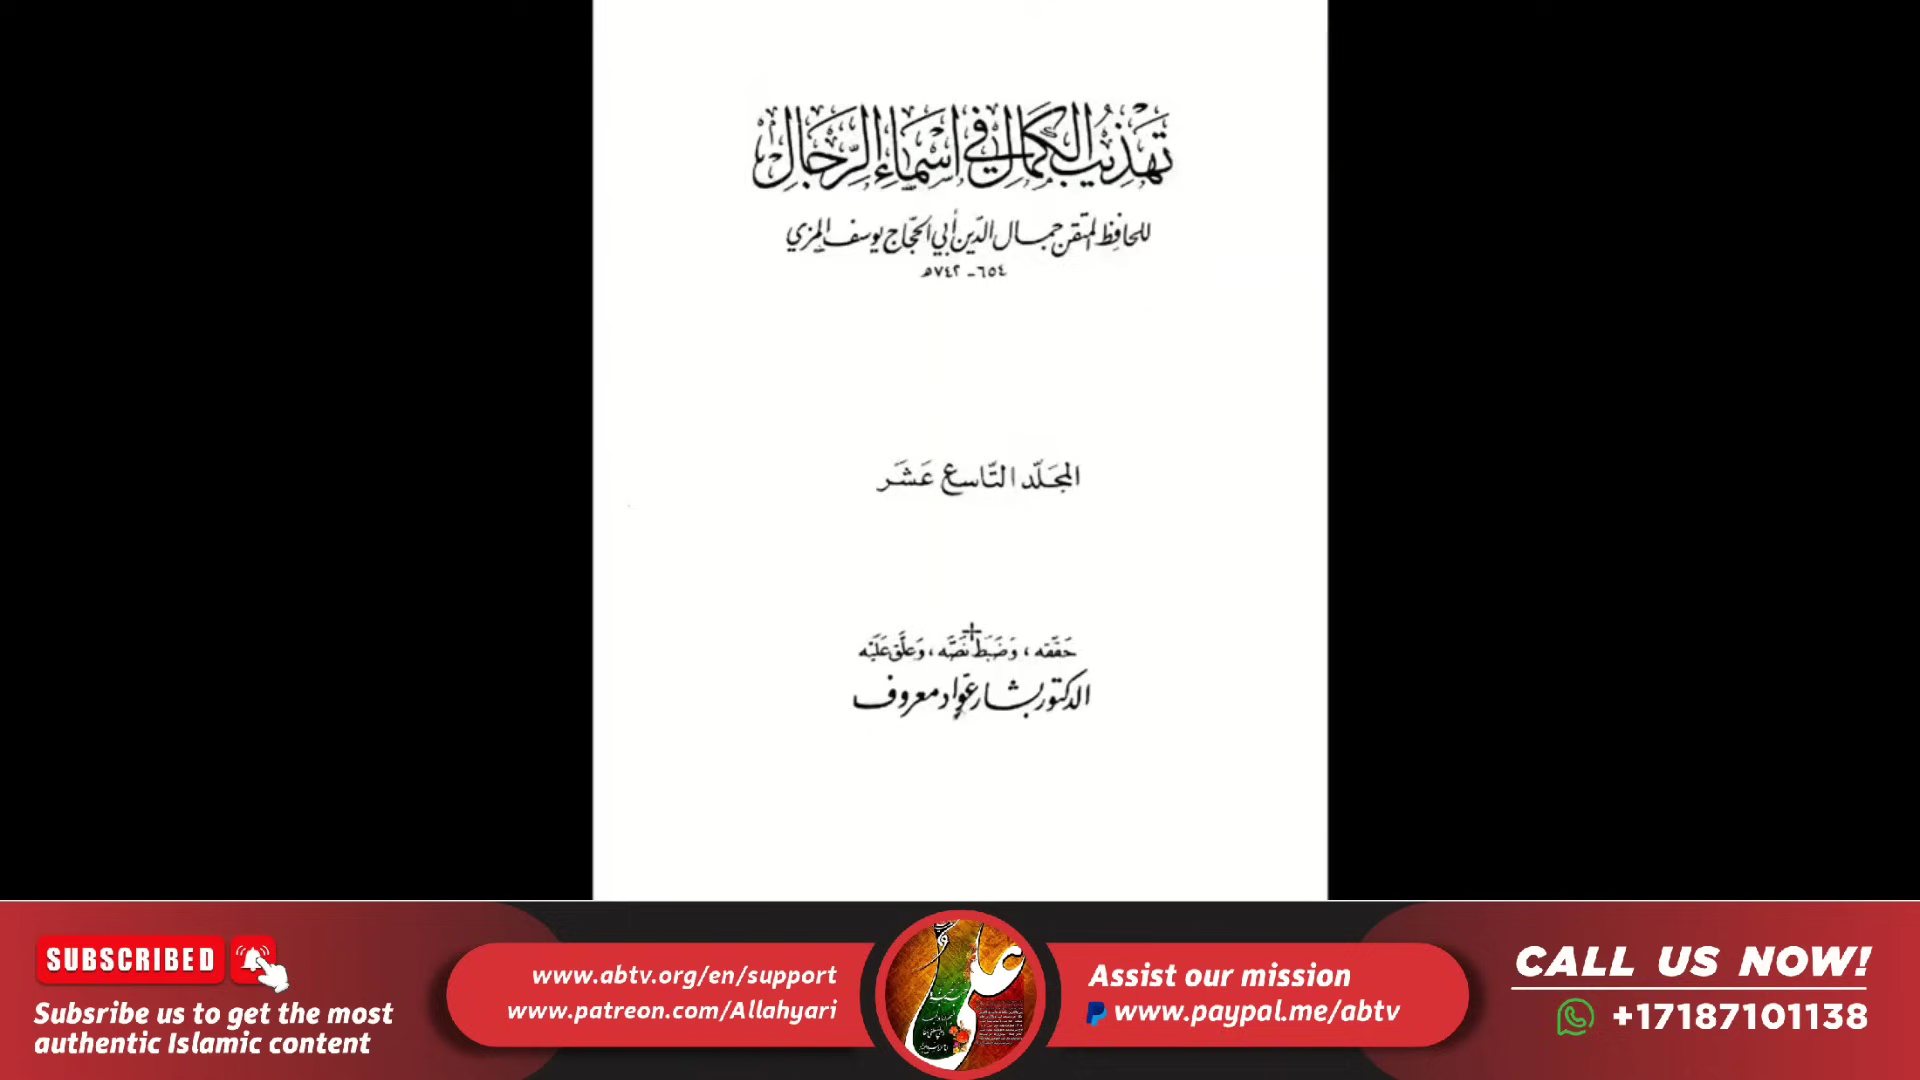 تهذيب الكمال في أسماء الرجال
للحافظ المتقن جمال الدين أبي الحجاج يوسف المزي
٦٥٤ - ٧٤٢ه
المجلد التاسع عشر
حققه، وضبط نصه، وعلق عليه
الدكتور بشار عواد معروف
SUBSCRIBED
Subsribe us to get the most
authentic Islamic content
www.abtv.org/en/support
www.patreon.com/Allahyari
علی
Assist our mission
www.paypal.me/abtv
CALL US NOW!
+17187101138